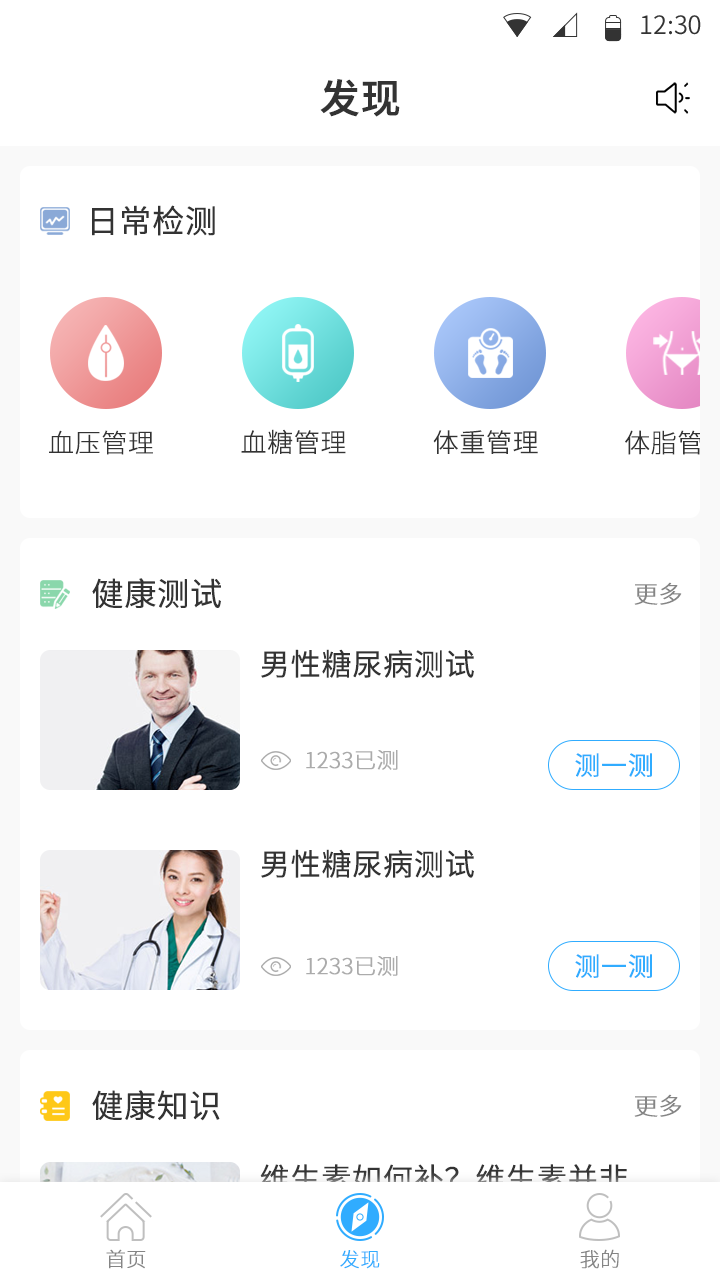 12:30
发现
日常检测
血压管理 血糖管理 体重管理 体脂管
健康测试 更多
男性糖尿病测试
1233已测 测一测
男性糖尿病测试
1233已测 测一测
健康知识 更多
维生素如何补？维生素并非
首页 发现 我的